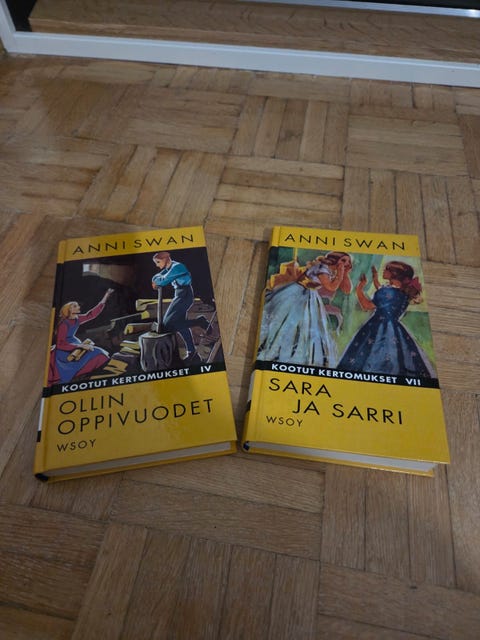 ANNI SWAN
KOOTUT KERTOMUKSET IV
OLLIN
OPPIVUODET
WSOY
ANNI SWAN
KOOTUT KERTOMUKSET VII
SARA
JA SARRI
WSOY